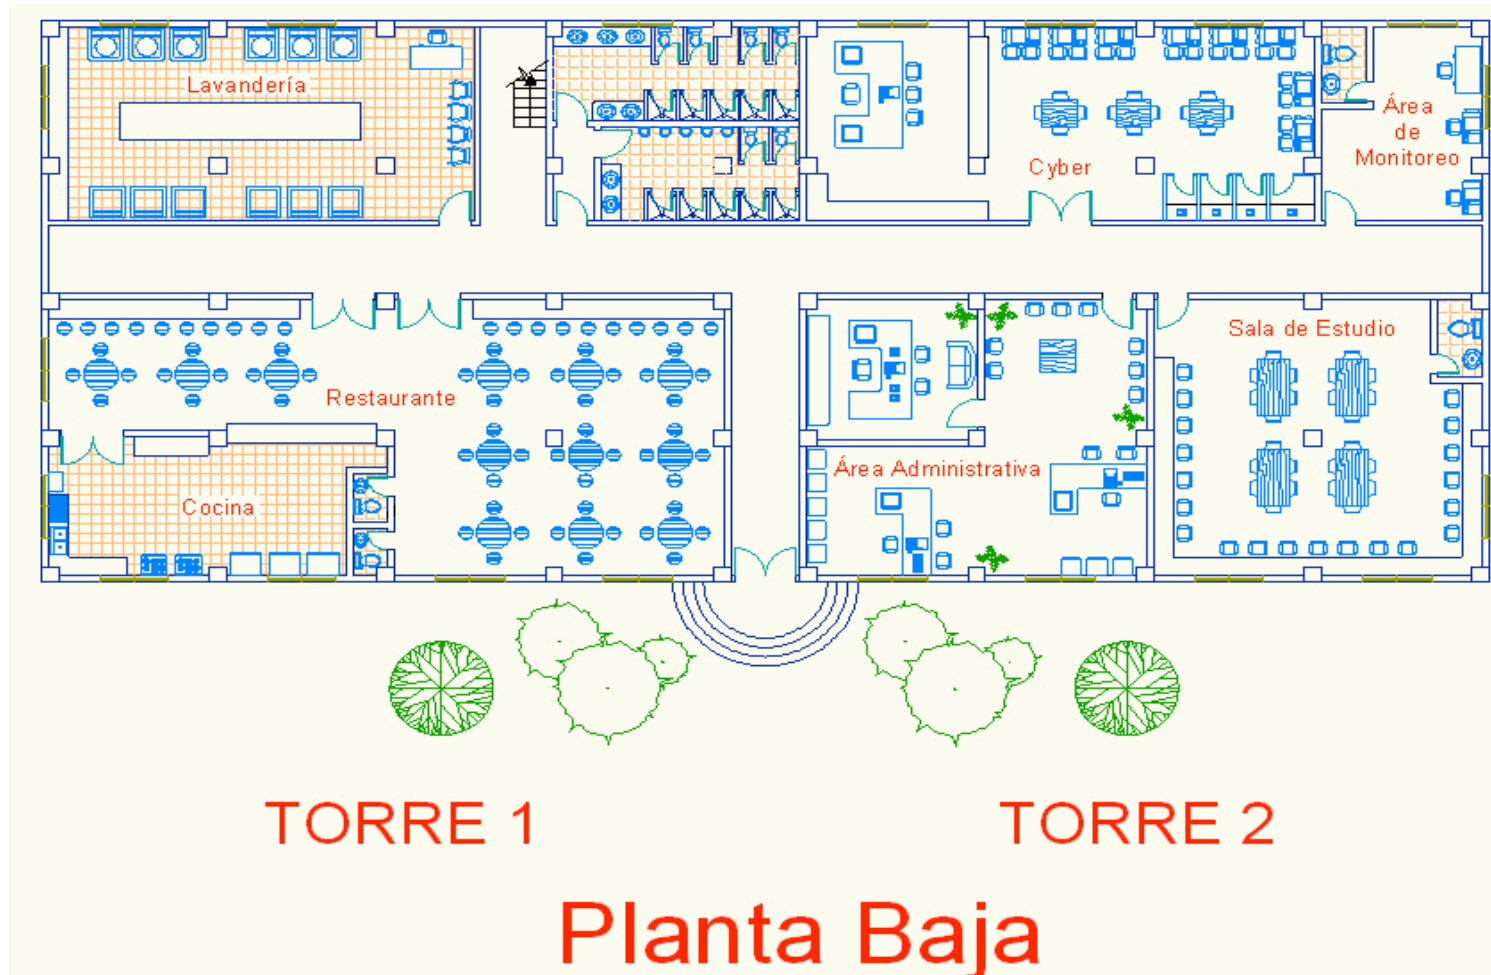 Lavandería
Área
de
Monitoreo
Cyber
Sala de Estudio
Restaurante
Área Administrativa
Cocina
TORRE 1
TORRE 2
Planta Baja